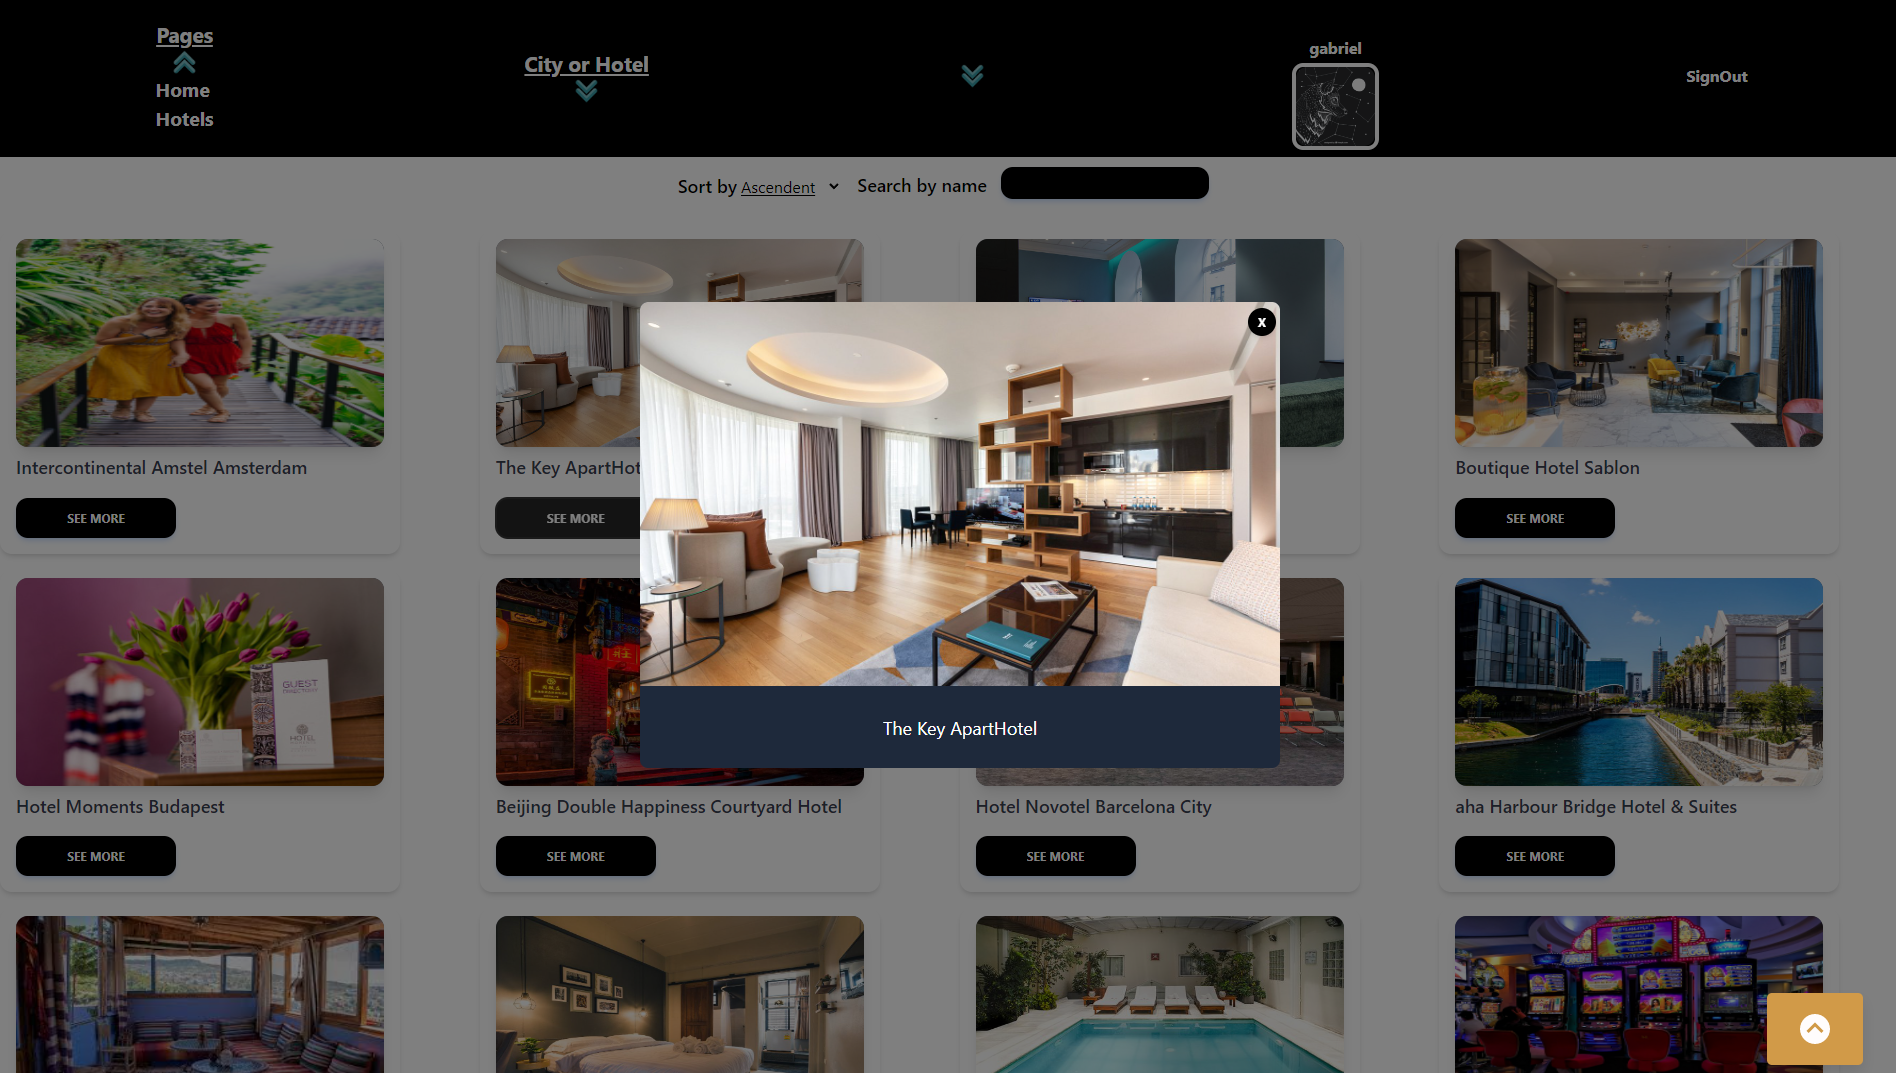 Pages
Home
Hotels
City or Hotel
gabriel
SignOut
Sort by Ascendent
Search by name
Intercontinental Amstel Amsterdam
SEE MORE
The Key ApartHot
SEE MORE
Boutique Hotel Sablon
SEE MORE
x
The Key ApartHotel
GUEST
DIRECTORY
HOTEL
Hotel Moments Budapest
SEE MORE
Beijing Double Happiness Courtyard Hotel
SEE MORE
Hotel Novotel Barcelona City
SEE MORE
aha Harbour Bridge Hotel & Suites
SEE MORE